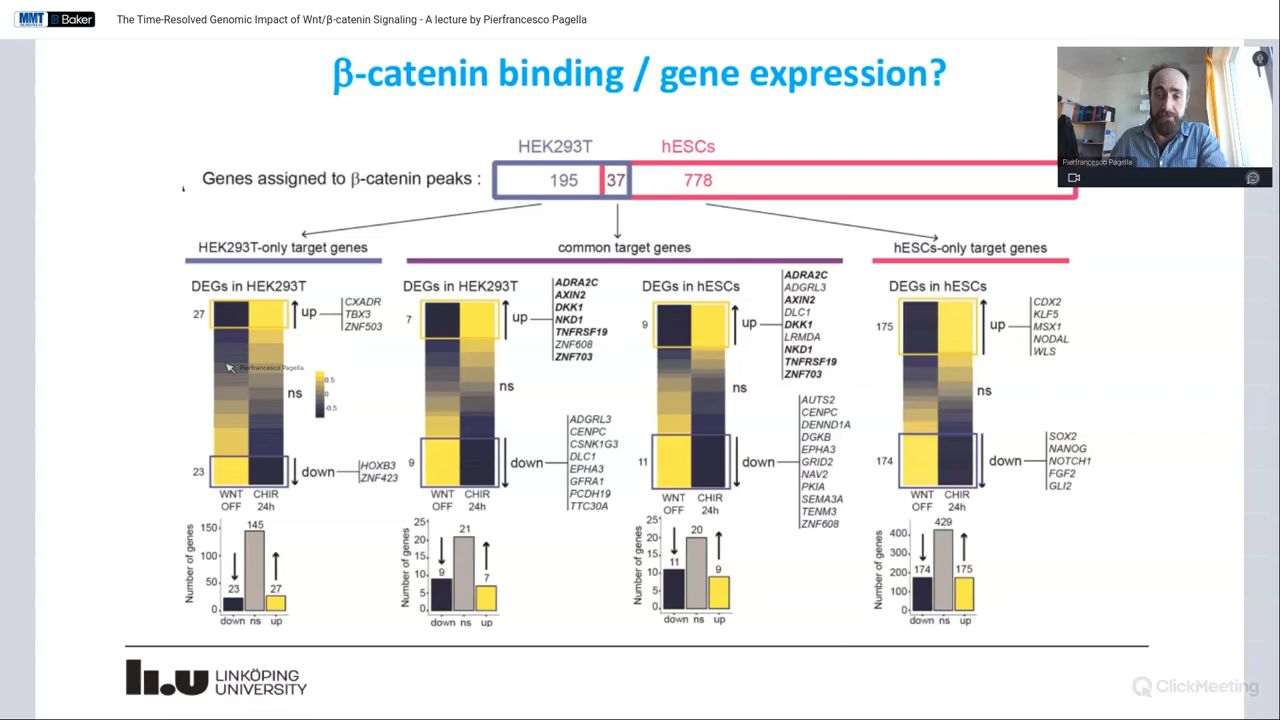 MMT Baker The Time-Resolved Genomic Impact of Wnt/β-catenin Signaling - A lecture by Pierfrancesco Pagella
β-catenin binding / gene expression?
Pierfrancesco Pagella
HEK293T hESCs
Genes assigned to β-catenin peaks : 195 37 778
HEK293T-only target genes
DEGs in HEK293T
27
up
CXADR
TBX3
ZNF503
Pierfrancesco Pagella
0.5
0
-0.5
ns
23
down
HOXB3
ZNF423
WNT OFF
CHIR 24h
Number of genes
150
100
50
0
23
145
27
down ns up
common target genes
DEGs in HEK293T
7
up
ADRA2C
AXIN2
DKK1
NKD1
TNFRSF19
ZNF608
ZNF703
ns
9
down
ADGRL3
CENPC
CSNK1G3
DLC1
EPHA3
GFRA1
PCDH19
TTC30A
WNT OFF
CHIR 24h
Number of genes
25
20
15
10
5
0
9
21
7
down ns up
DEGs in hESCs
9
up
ADRA2C
ADGRL3
AXIN2
DLC1
DKK1
LRMDA
NKD1
TNFRSF19
ZNF703
ns
11
down
AUTS2
CENPC
DENND1A
DGKB
EPHA3
GRID2
NAV2
PKIA
SEMA3A
TENM3
ZNF608
WNT OFF
CHIR 24h
Number of genes
25
20
15
10
5
0
11
20
9
down ns up
hESCs-only target genes
DEGs in hESCs
175
up
CDX2
KLF5
MSX1
NODAL
WLS
ns
174
down
SOX2
NANOG
NOTCH1
FGF2
GLI2
WNT OFF
CHIR 24h
Number of genes
400
300
200
100
0
174
429
175
down ns up
li.u LINKÖPING
UNIVERSITY
ClickMeeting